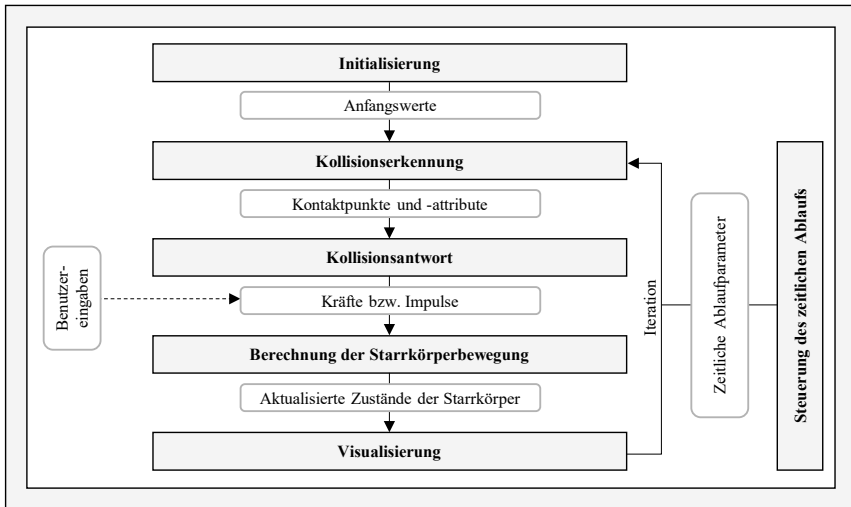 Initialisierung
Anfangswerte
Kollisionserkennung
Kontaktpunkte und -attribute
Kollisionsantwort
Benutzer-
eingaben
Kräfte bzw. Impulse
Berechnung der Starrkörperbewegung
Aktualisierte Zustände der Starrkörper
Visualisierung
Iteration
Zeitliche Ablaufparameter
Steuerung des zeitlichen Ablaufs